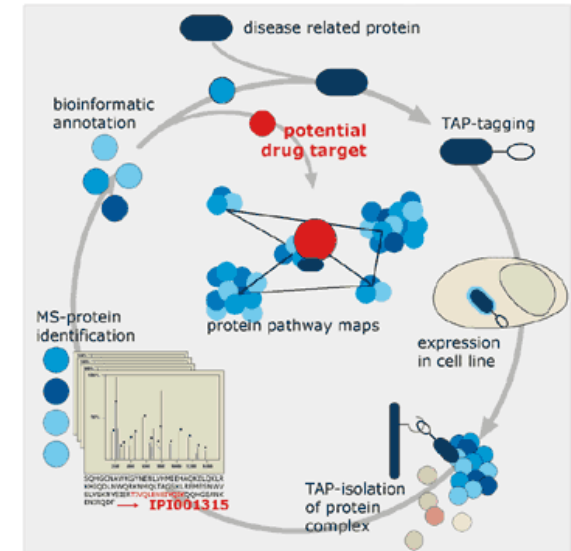 disease related protein
bioinformatic
annotation
potential
drug target
TAP-tagging
protein pathway maps
MS-protein
identification
expression
in cell line
TAP-isolation
of protein
complex
IPI001315